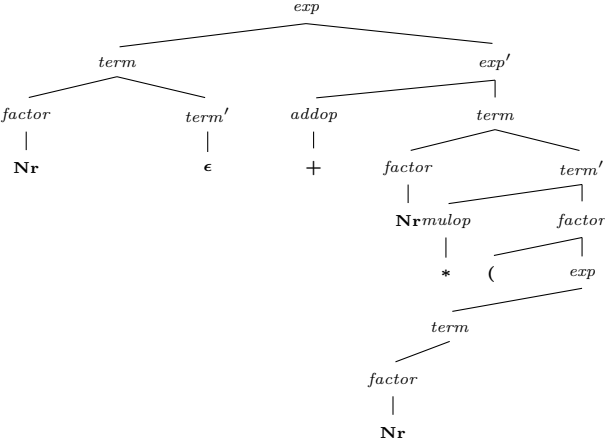 exp
term exp′
factor term′ addop term
Nr ϵ + factor term′
Nr mulop factor
* ( exp
term
factor
Nr